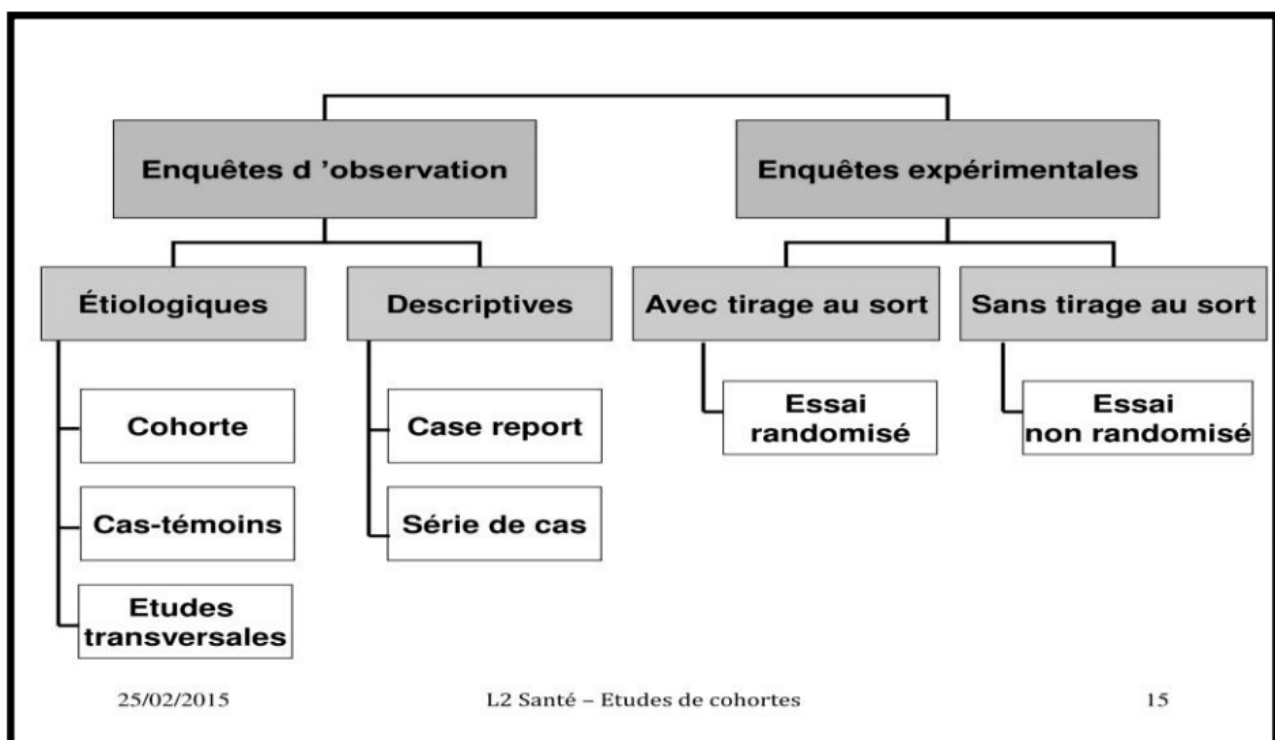 Enquêtes d ’observation
Enquêtes expérimentales
Étiologiques
Descriptives
Avec tirage au sort
Sans tirage au sort
Cohorte
Case report
Essai
randomisé
Essai
non randomisé
Cas-témoins
Série de cas
Etudes
transversales
25/02/2015
L2 Santé – Etudes de cohortes
15